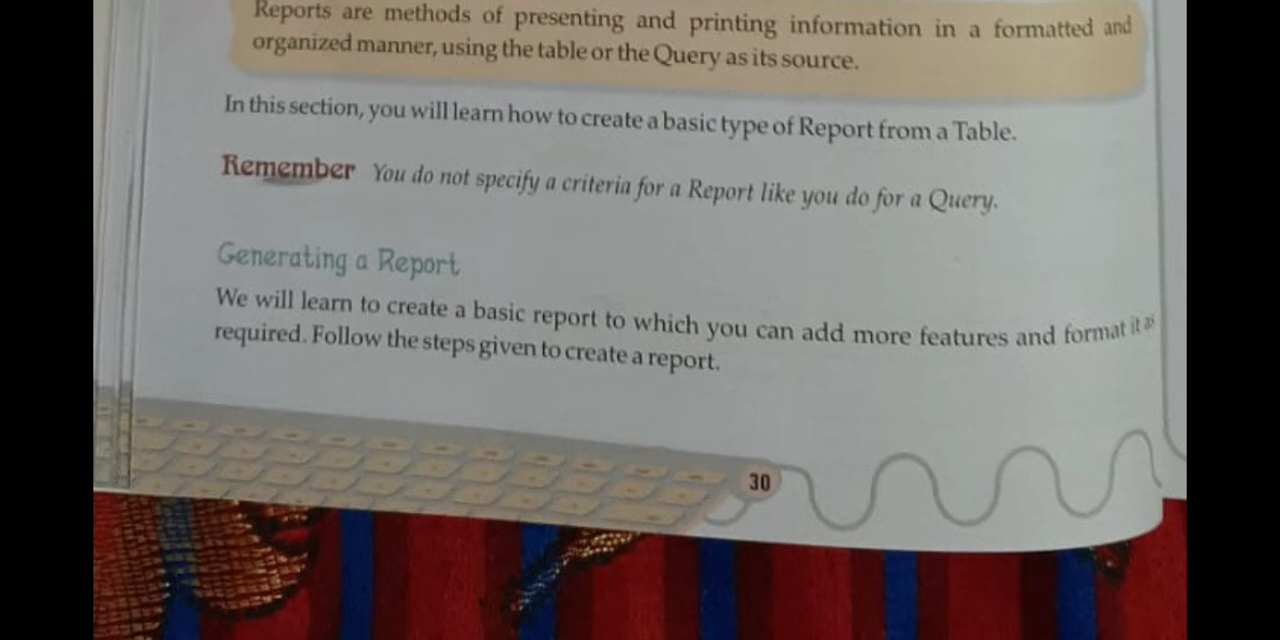 Reports are methods of presenting and printing information in a formatted and
organized manner, using the table or the Query as its source.
In this section, you will learn how to create a basic type of Report from a Table.
Remember You do not specify a criteria for a Report like you do for a Query.
Generating a Report
We will learn to create a basic report to which you can add more features and format it as
required. Follow the steps given to create a report.
30